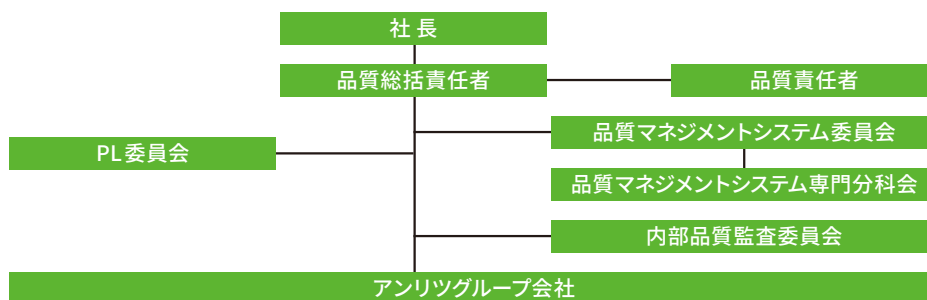 社長
品質総括責任者
品質責任者
品質マネジメントシステム委員会
PL委員会
品質マネジメントシステム専門分科会
内部品質監査委員会
アンリツグループ会社